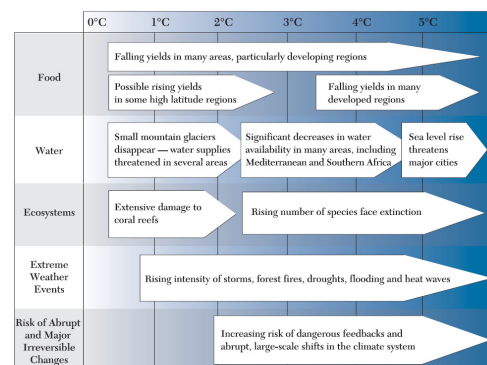 0°C 1°C 2°C 3°C 4°C 5°C
Food
Falling yields in many areas, particularly developing regions
Possible rising yields
in some high latitude regions
Falling yields in many
developed regions
Water
Small mountain glaciers
disappear — water supplies
threatened in several areas
Significant decreases in water
availability in many areas, including
Mediterranean and Southern Africa
Sea level rise
threatens
major cities
Ecosystems
Extensive damage to
coral reefs
Rising number of species face extinction
Extreme
Weather
Events
Rising intensity of storms, forest fires, droughts, flooding and heat waves
Risk of Abrupt
and Major
Irreversible
Changes
Increasing risk of dangerous feedbacks and
abrupt, large-scale shifts in the climate system